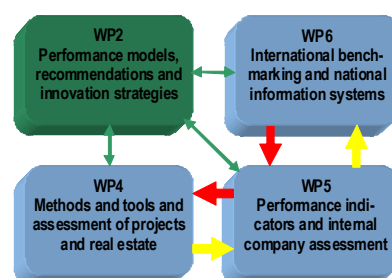 WP2
Performance models,
recommendations and
innovation strategies
WP6
International bench-
marking and national
information systems
WP4
Methods and tools and
assessment of projects
and real estate
WP5
Performance indi-
cators and internal
company assessment